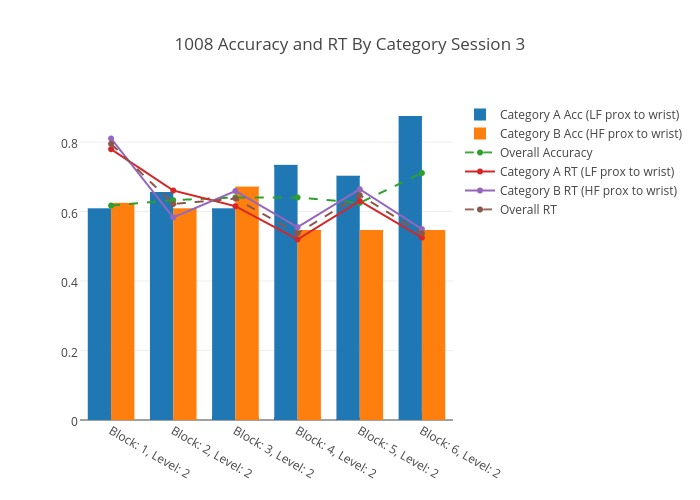 1008 Accuracy and RT By Category Session 3
Category A Acc (LF prox to wrist)
Category B Acc (HF prox to wrist)
Overall Accuracy
Category A RT (LF prox to wrist)
Category B RT (HF prox to wrist)
Overall RT
0.8
0.6
0.4
0.2
0
Block: 1, Level: 2
Block: 2, Level: 2
Block: 3, Level: 2
Block: 4, Level: 2
Block: 5, Level: 2
Block: 6, Level: 2